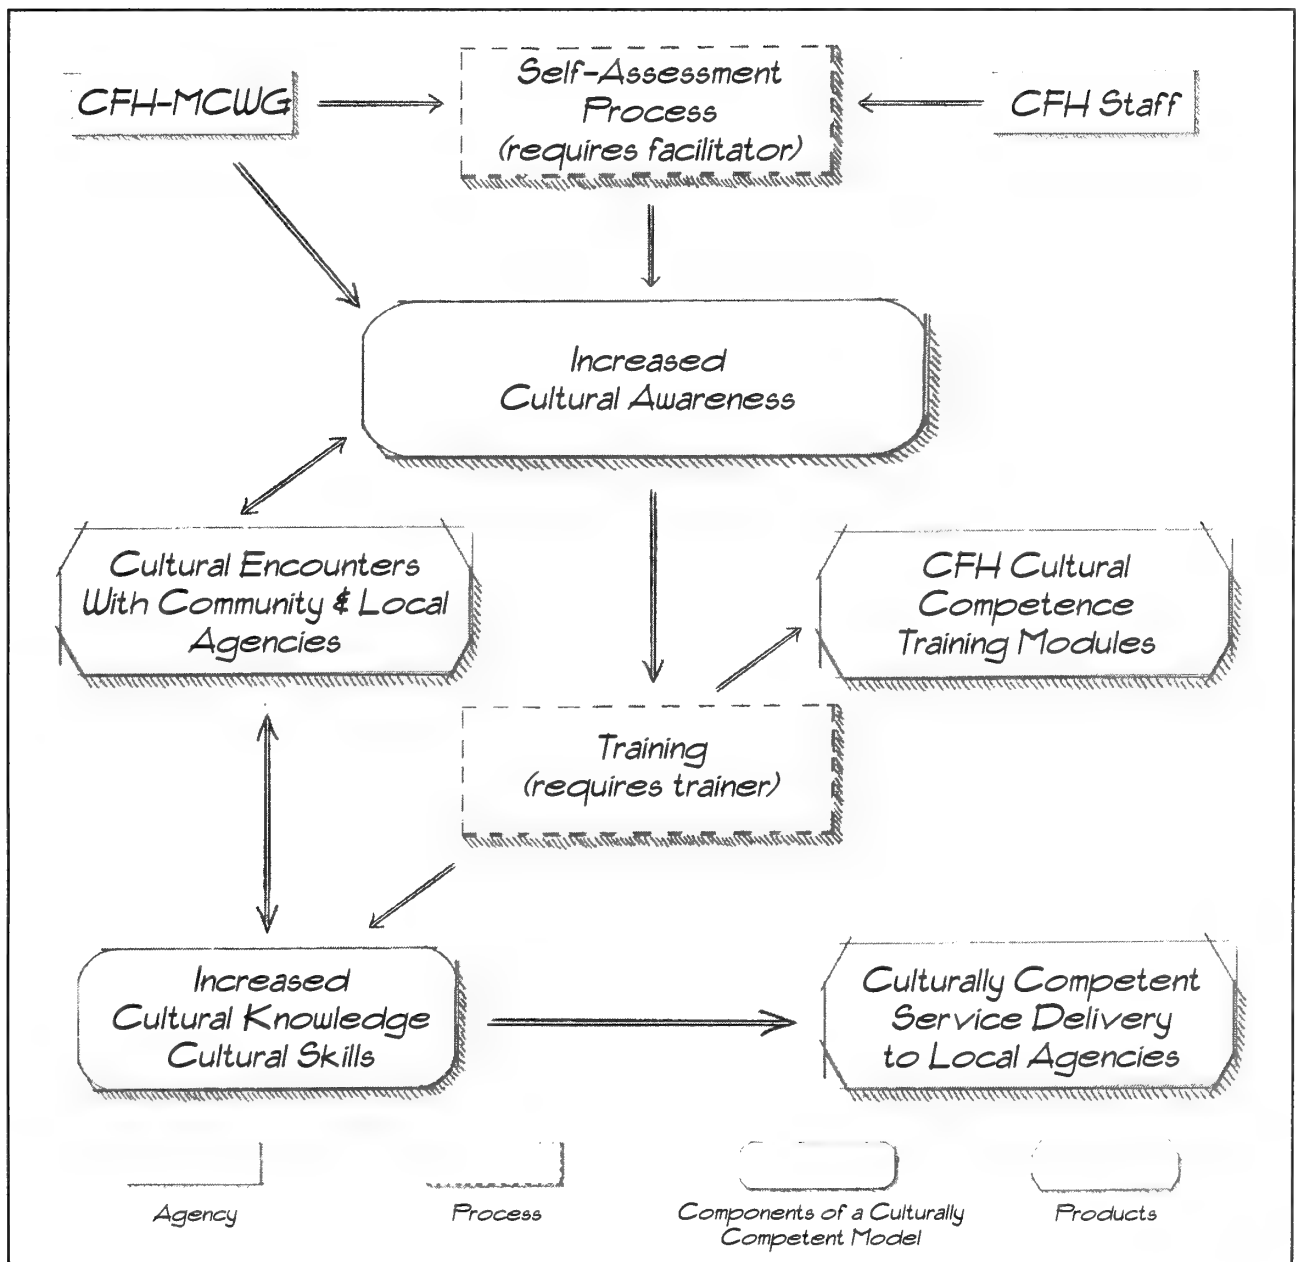 CFH-MCWG
Self-Assessment
Process
(requires facilitator)
CFH Staff
Increased
Cultural Awareness
Cultural Encounters
With Community & Local
Agencies
CFH Cultural
Competence
Training Modules
Training
(requires trainer)
Increased
Cultural Knowledge
Cultural Skills
Culturally Competent
Service Delivery
to Local Agencies
Agency
Process
Components of a Culturally
Competent Model
Products